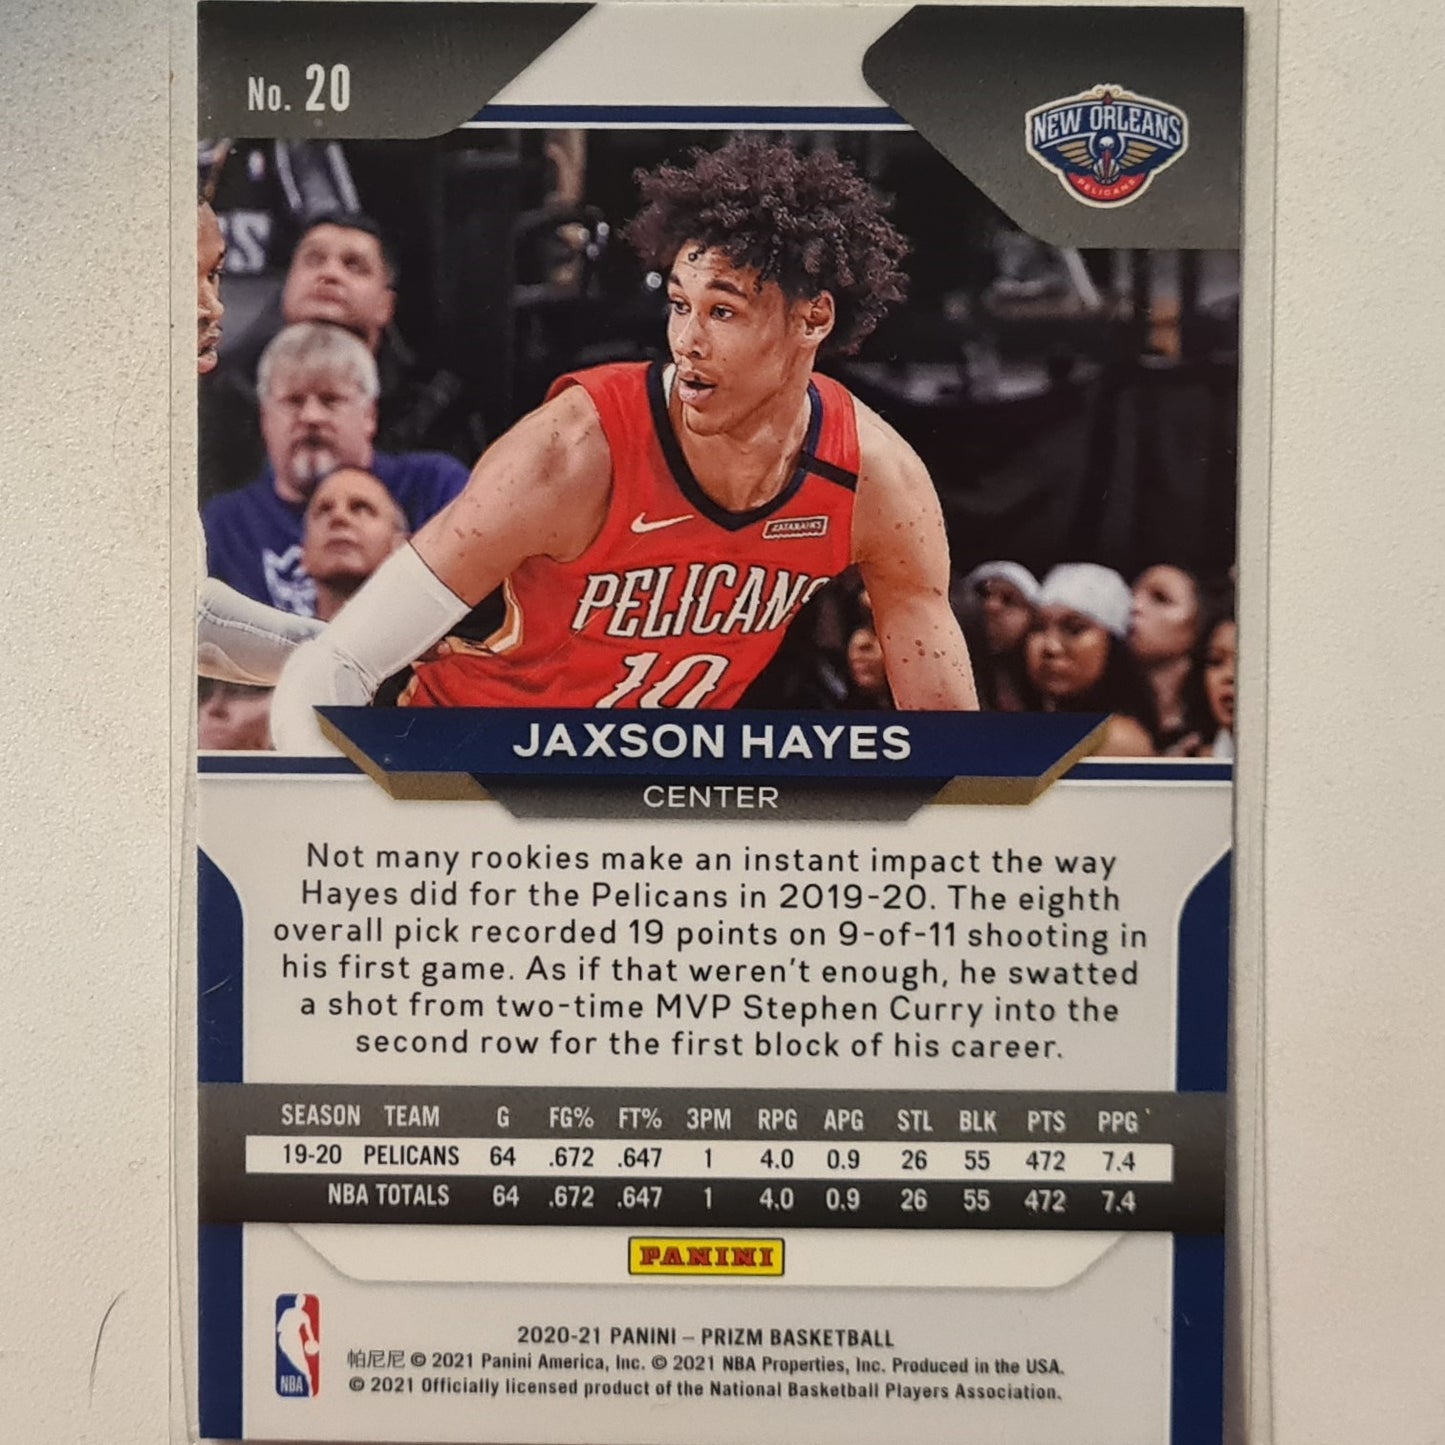 No. 20
NEW ORLEANS
PELICANS
ZATARAIN'S
PELICANS
10
JAXSON HAYES
CENTER
Not many rookies make an instant impact the way
Hayes did for the Pelicans in 2019-20. The eighth
overall pick recorded 19 points on 9-of-11 shooting in
his first game. As if that weren't enough, he swatted
a shot from two-time MVP Stephen Curry into the
second row for the first block of his career.
SEASON TEAM G FG% FT% 3PM RPG APG STL BLK PTS PPG
19-20 PELICANS 64 .672 .647 1 4.0 0.9 26 55 472 7.4
NBA TOTALS 64 .672 .647 1 4.0 0.9 26 55 472 7.4
PANINI
NBA
2020-21 PANINI – PRIZM BASKETBALL
帕尼尼 © 2021 Panini America, Inc. © 2021 NBA Properties, Inc. Produced in the USA.
© 2021 Officially licensed product of the National Basketball Players Association.